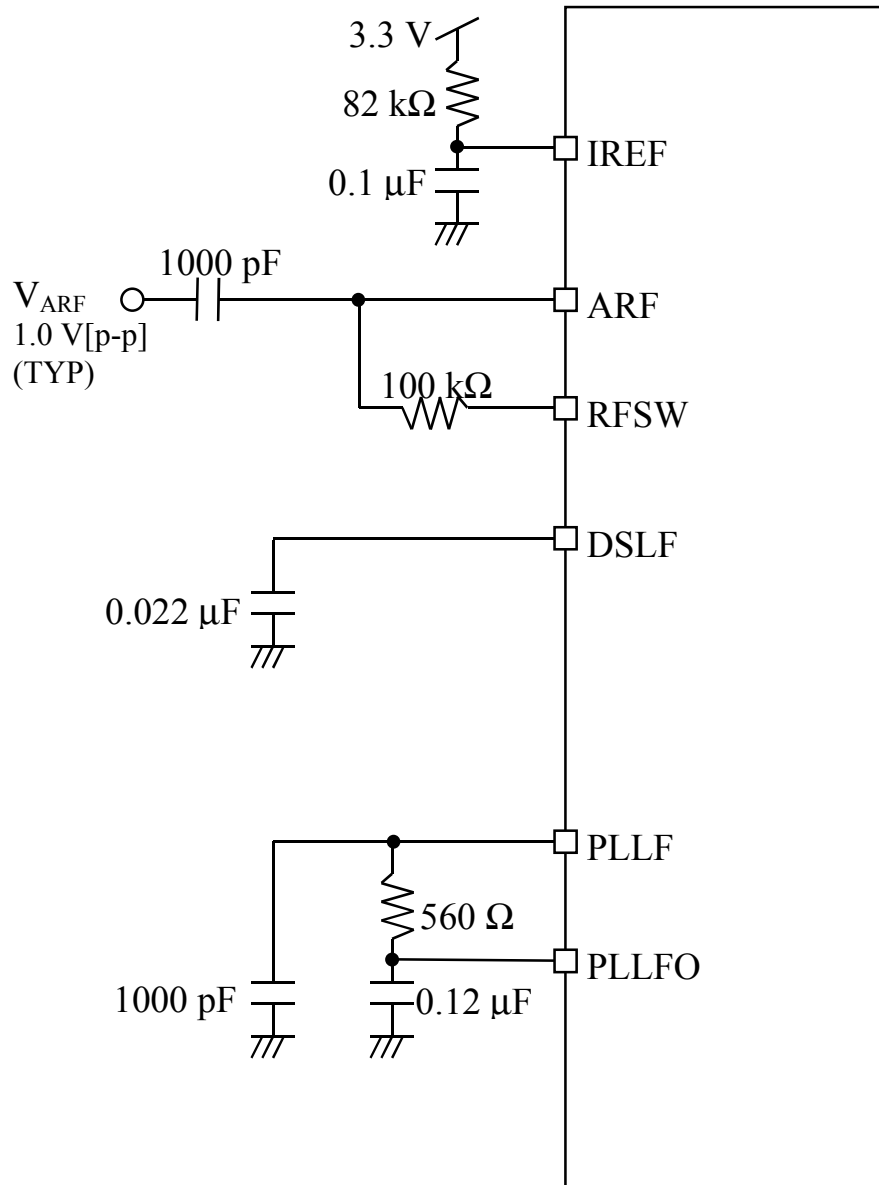 3.3 V
82 kΩ
IREF
0.1 μF
1000 pF
V_ARF
1.0 V[p-p]
(TYP)
ARF
100 kΩ
RFSW
DSLF
0.022 μF
PLLF
560 Ω
PLLFO
1000 pF
0.12 μF